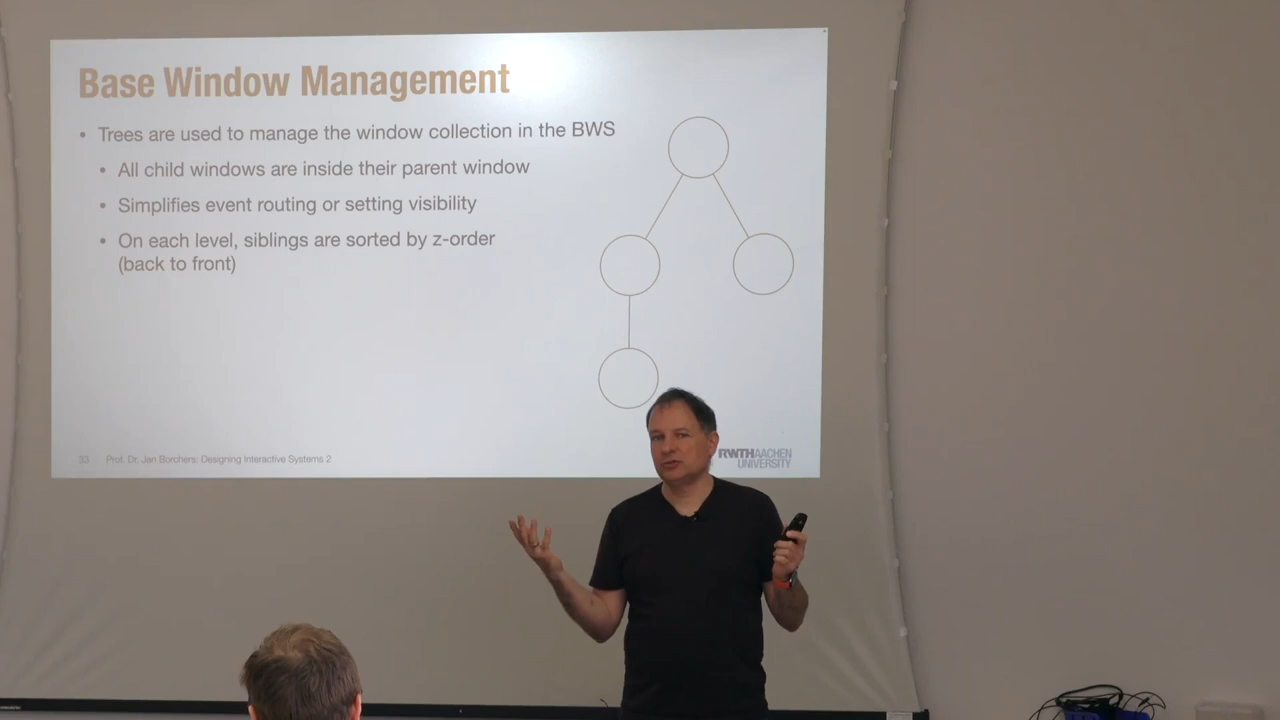 Base Window Management
• Trees are used to manage the window collection in the BWS
• All child windows are inside their parent window
• Simplifies event routing or setting visibility
• On each level, siblings are sorted by z-order
(back to front)
33 Prof. Dr. Jan Borchers: Designing Interactive Systems 2
RWTHAACHEN
UNIVERSITY